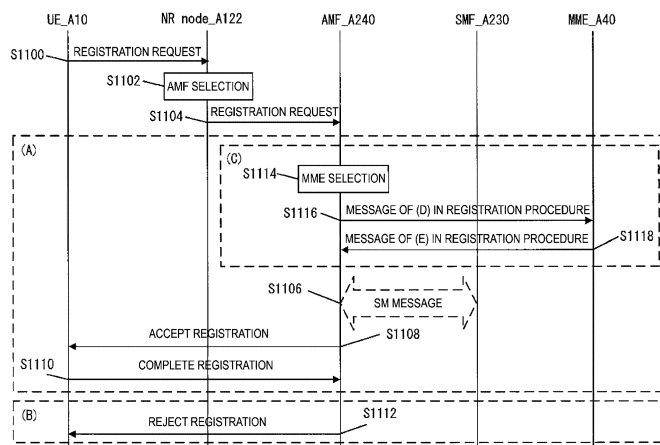 UE_A10 NR node_A122 AMF_A240 SMF_A230 MME_A40
S1100 REGISTRATION REQUEST
S1102 AMF SELECTION
S1104 REGISTRATION REQUEST
(A)
(C)
S1114 MME SELECTION
S1116 MESSAGE OF (D) IN REGISTRATION PROCEDURE
MESSAGE OF (E) IN REGISTRATION PROCEDURE S1118
S1106 SM MESSAGE
ACCEPT REGISTRATION S1108
S1110 COMPLETE REGISTRATION
(B)
REJECT REGISTRATION S1112